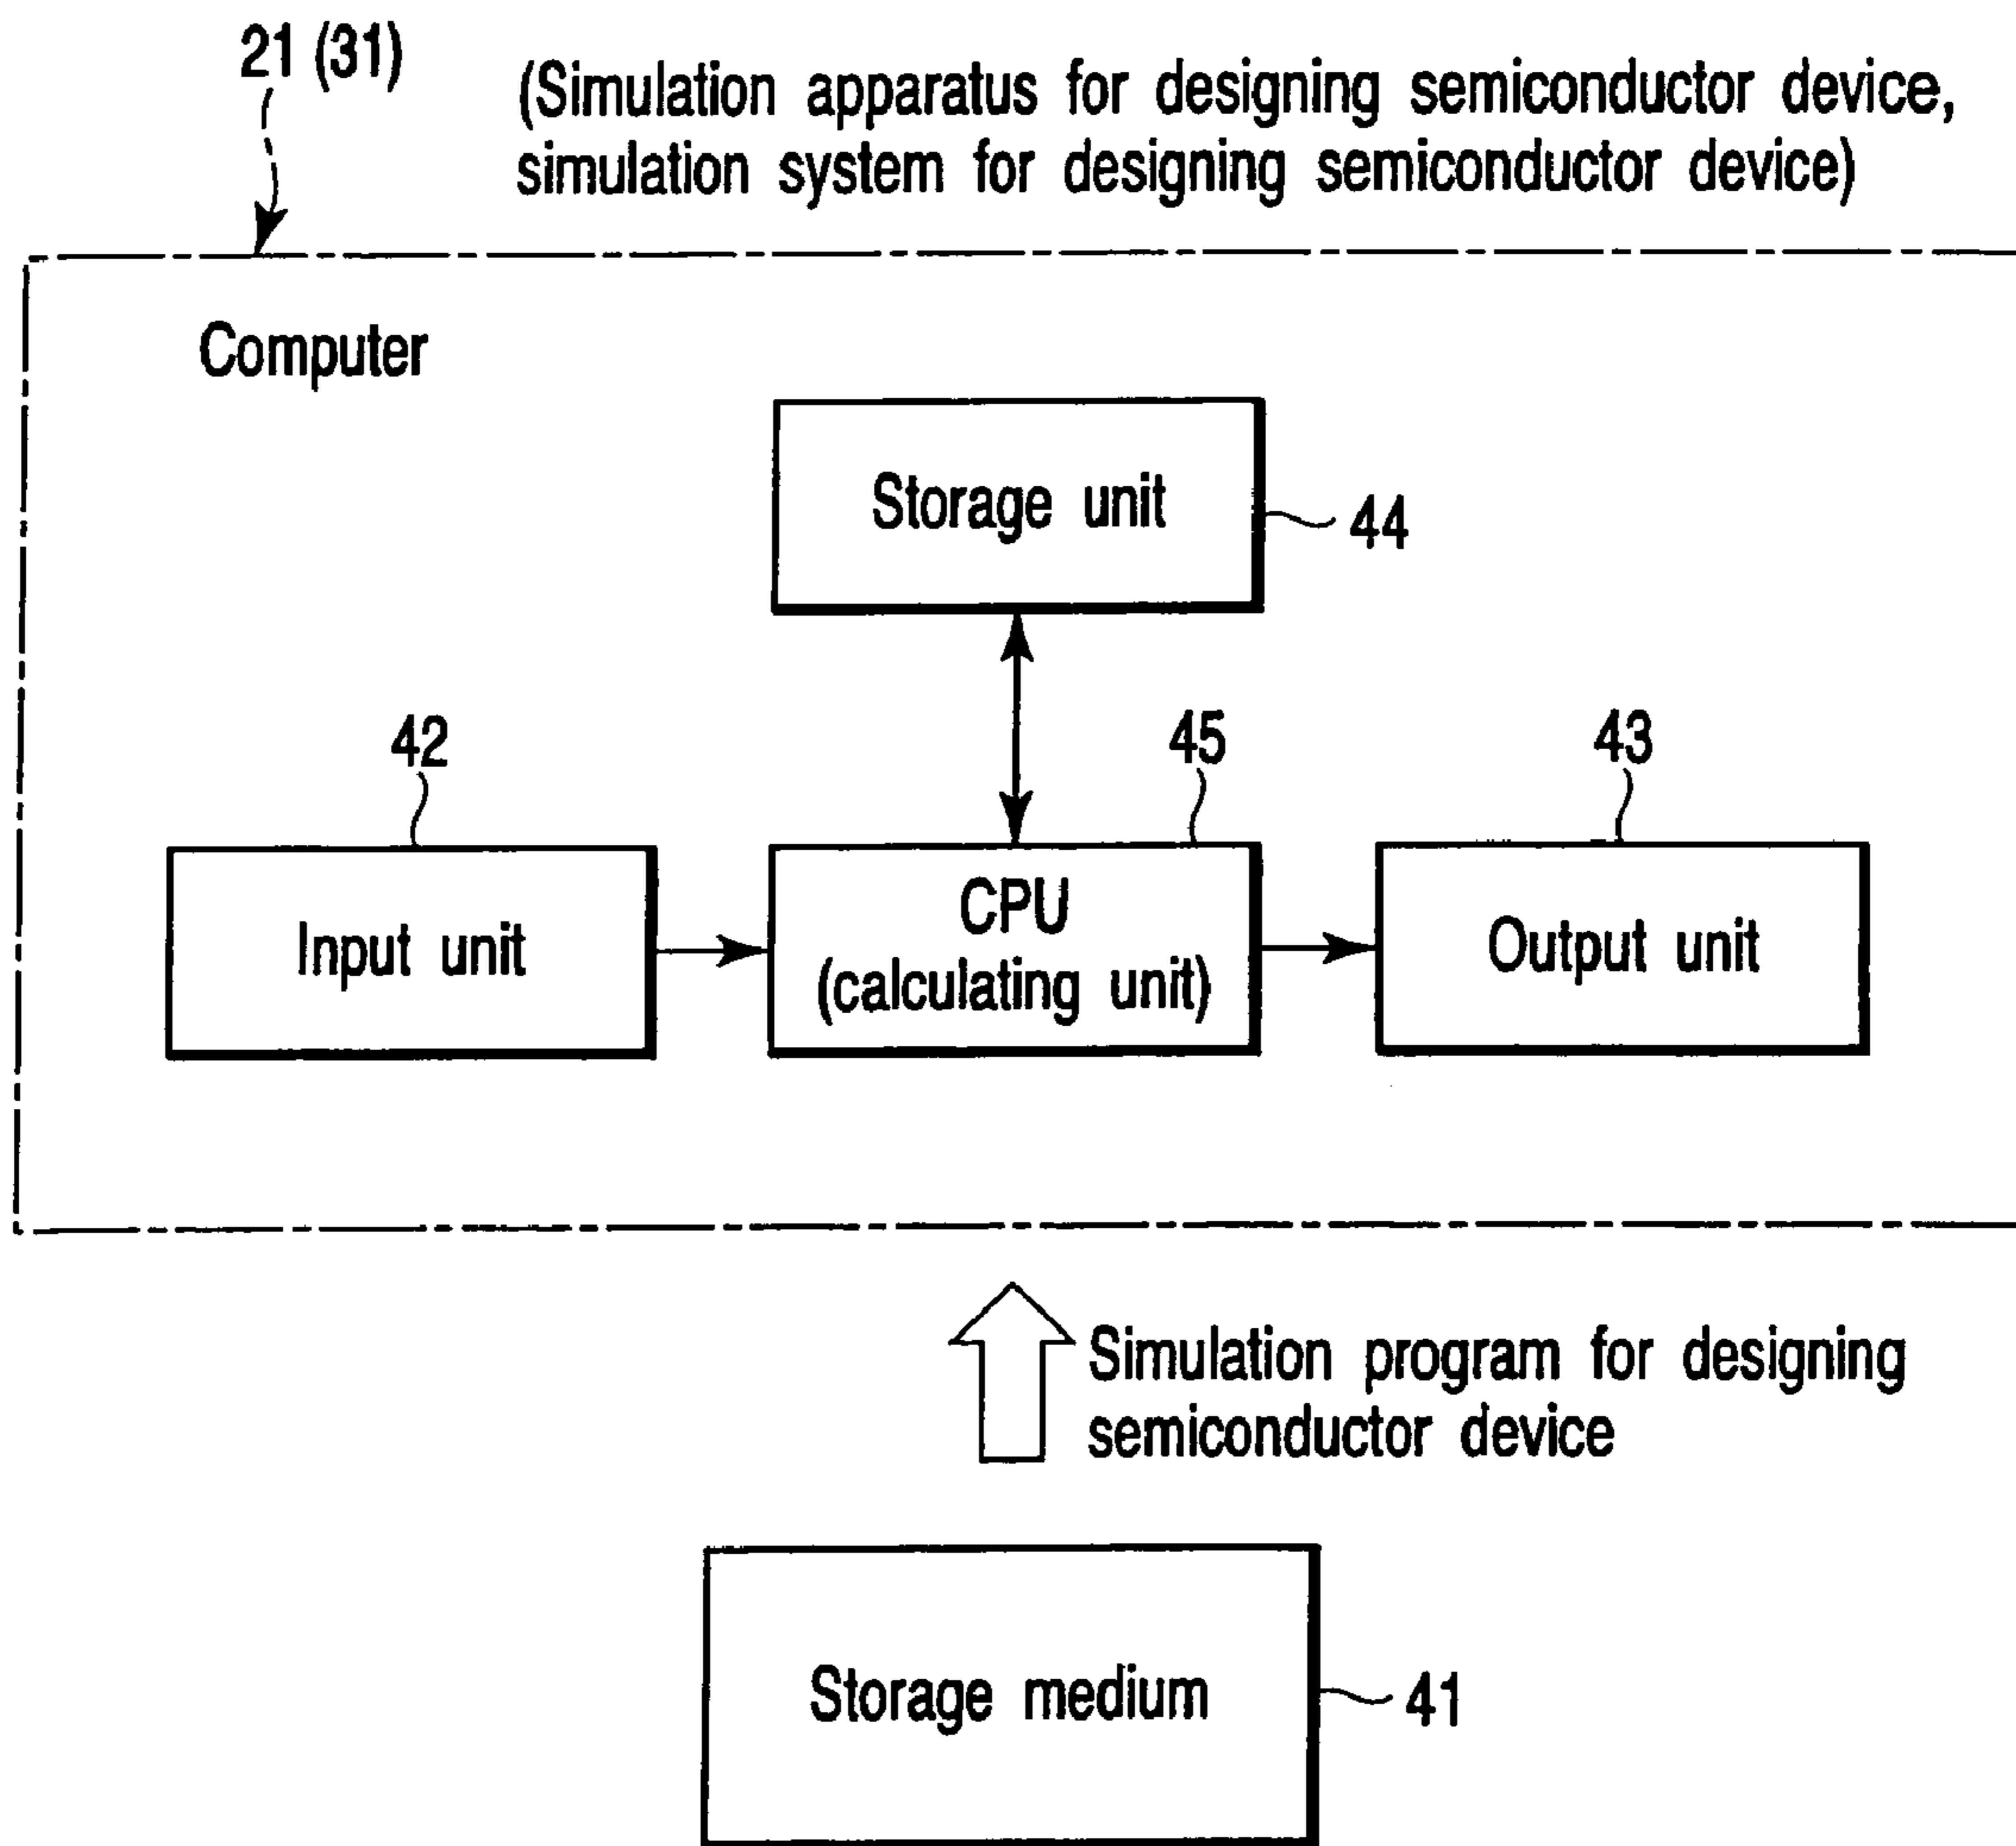 21 (31)
(Simulation apparatus for designing semiconductor device,
simulation system for designing semiconductor device)
Computer
Storage unit
44
42
45
43
Input unit
CPU
(calculating unit)
Output unit
Simulation program for designing
semiconductor device
Storage medium
41